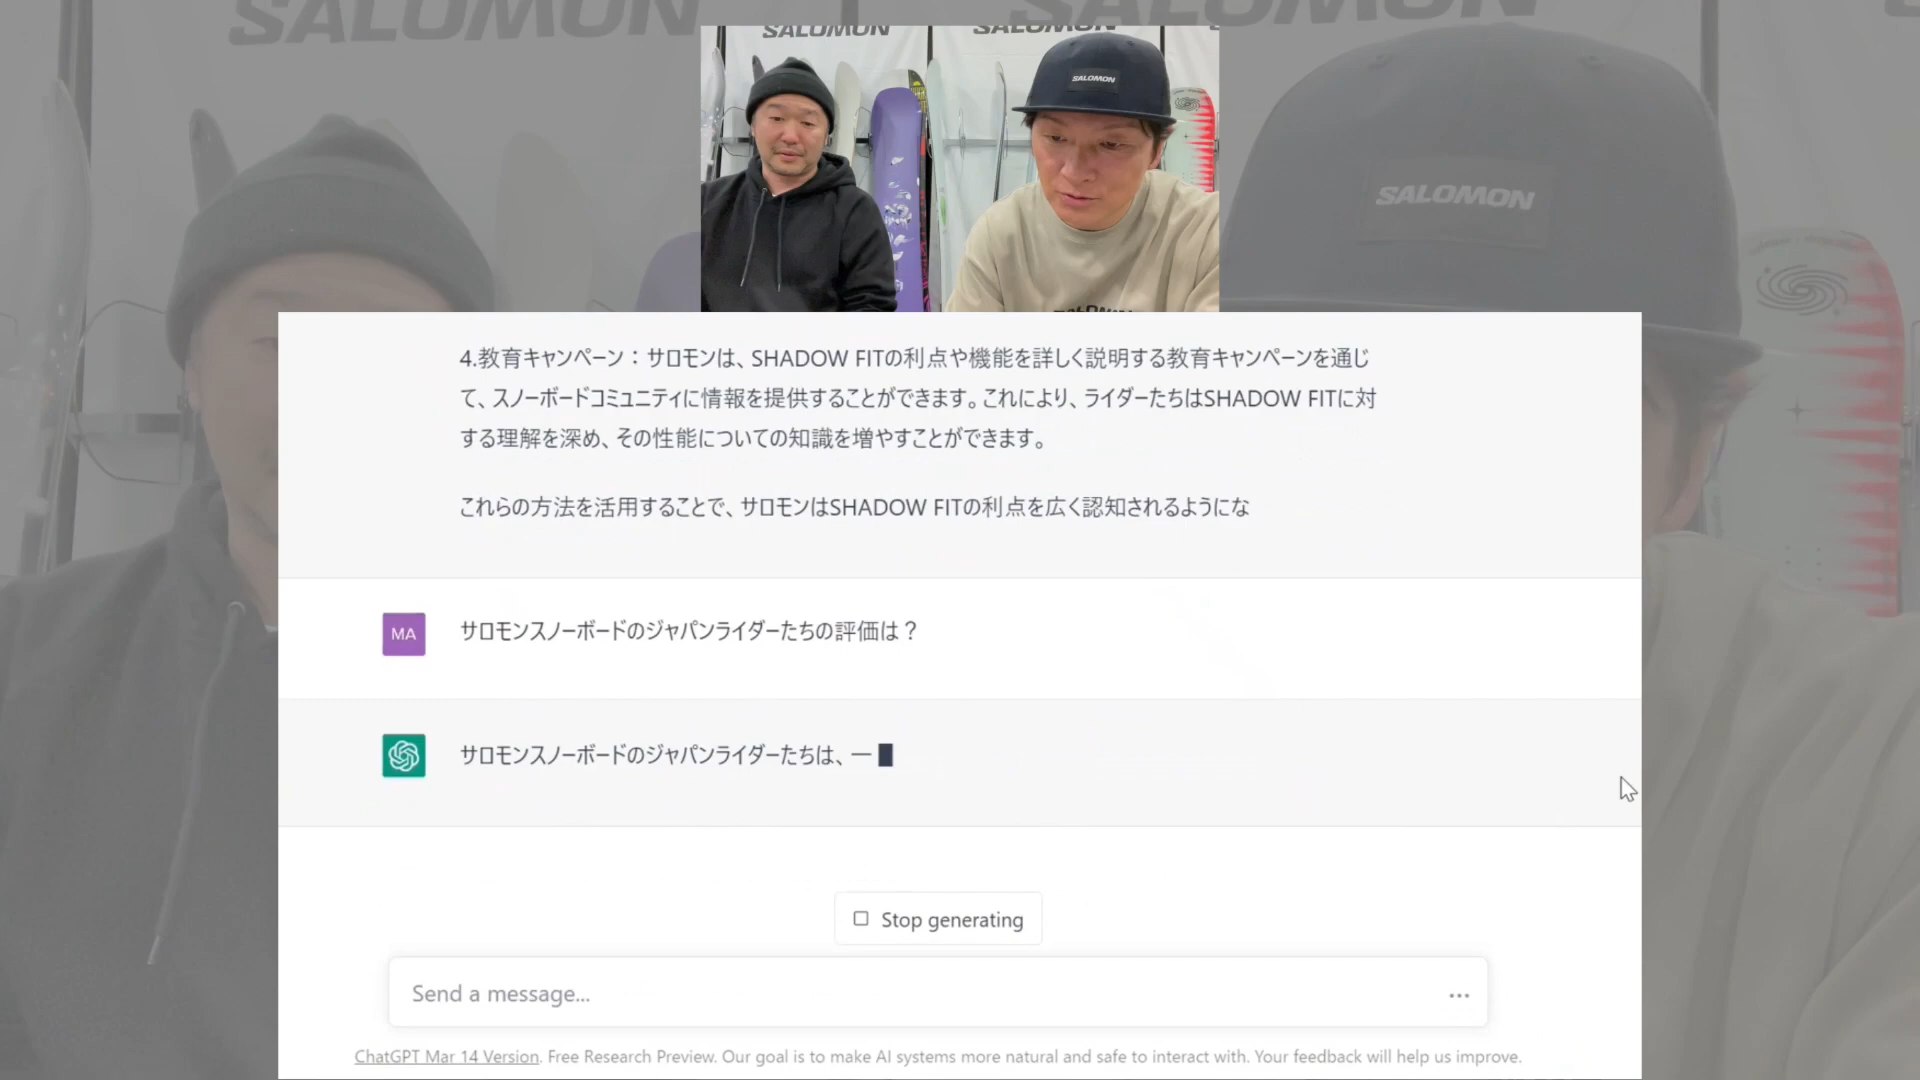 SALOMON
SALOMON
SALOMON
SALOMON
SALOMON
SALOMON
4.教育キャンペーン：サロモンは、SHADOW FITの利点や機能を詳しく説明する教育キャンペーンを通じ
て、スノーボードコミュニティに情報を提供することができます。これにより、ライダーたちはSHADOW FITに対
する理解を深め、その性能についての知識を増やすことができます。
これらの方法を活用することで、サロモンはSHADOW FITの利点を広く認知されるようにな
MA
サロモンスノーボードのジャパンライダーたちの評価は？
サロモンスノーボードのジャパンライダーたちは、一
Stop generating
Send a message...
ChatGPT Mar 14 Version. Free Research Preview. Our goal is to make AI systems more natural and safe to interact with. Your feedback will help us improve.